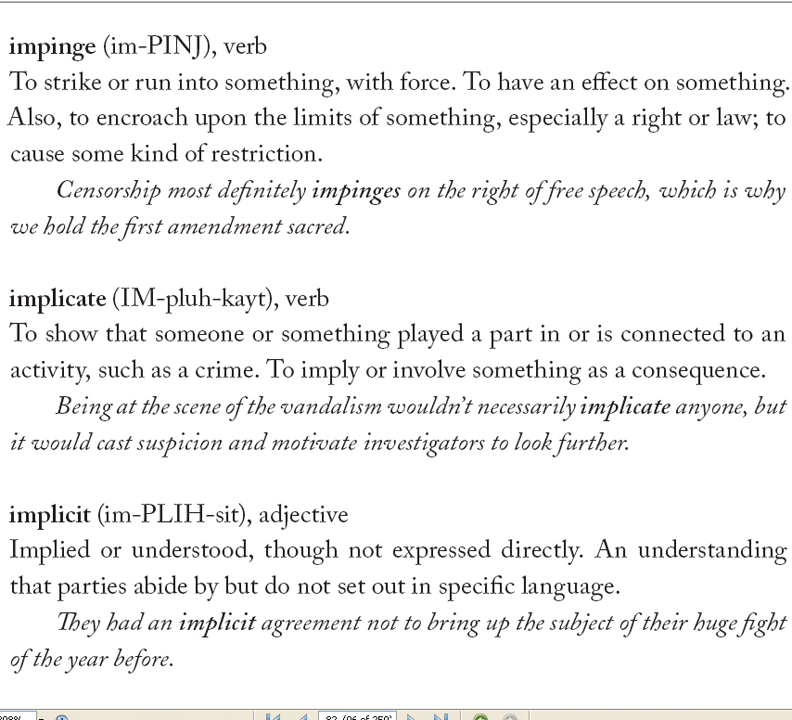 impinge (im-PINJ), verb
To strike or run into something, with force. To have an effect on something.
Also, to encroach upon the limits of something, especially a right or law; to
cause some kind of restriction.
Censorship most definitely impinges on the right of free speech, which is why
we hold the first amendment sacred.
implicate (IM-pluh-kayt), verb
To show that someone or something played a part in or is connected to an
activity, such as a crime. To imply or involve something as a consequence.
Being at the scene of the vandalism wouldn't necessarily implicate anyone, but
it would cast suspicion and motivate investigators to look further.
implicit (im-PLIH-sit), adjective
Implied or understood, though not expressed directly. An understanding
that parties abide by but do not set out in specific language.
They had an implicit agreement not to bring up the subject of their huge fight
of the year before.